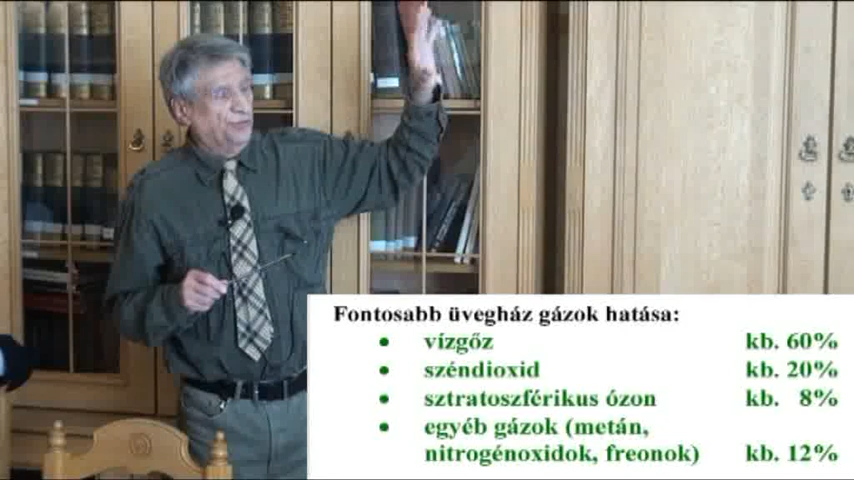 Fontosabb üvegház gázok hatása:
• vízgőz kb. 60%
• széndioxid kb. 20%
• sztratoszférikus ózon kb. 8%
• egyéb gázok (metán,
nitrogénoxidok, freonok) kb. 12%